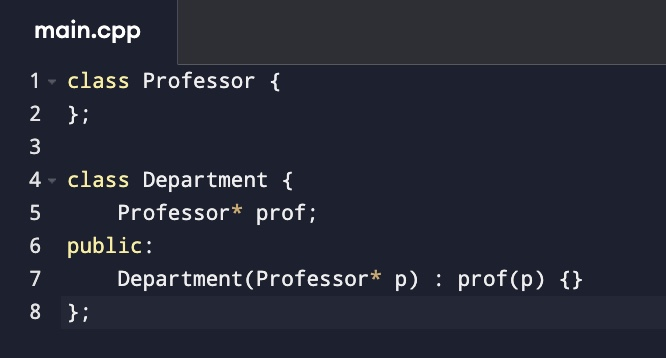 main.cpp
1 class Professor {
2 };
3
4 class Department {
5     Professor* prof;
6 public:
7     Department(Professor* p) : prof(p) {}
8 };